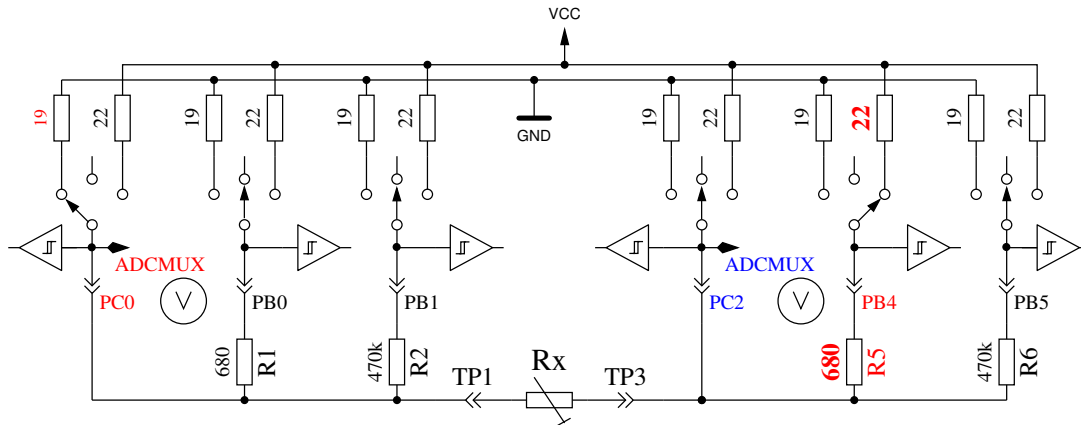 VCC
19
22
19
22
19
22
GND
19
22
19
22
19
22
ADCMUX
V
ADCMUX
V
PC0
PB0
PB1
PC2
PB4
PB5
680
R1
470k
R2
TP1
Rx
TP3
680
R5
470k
R6